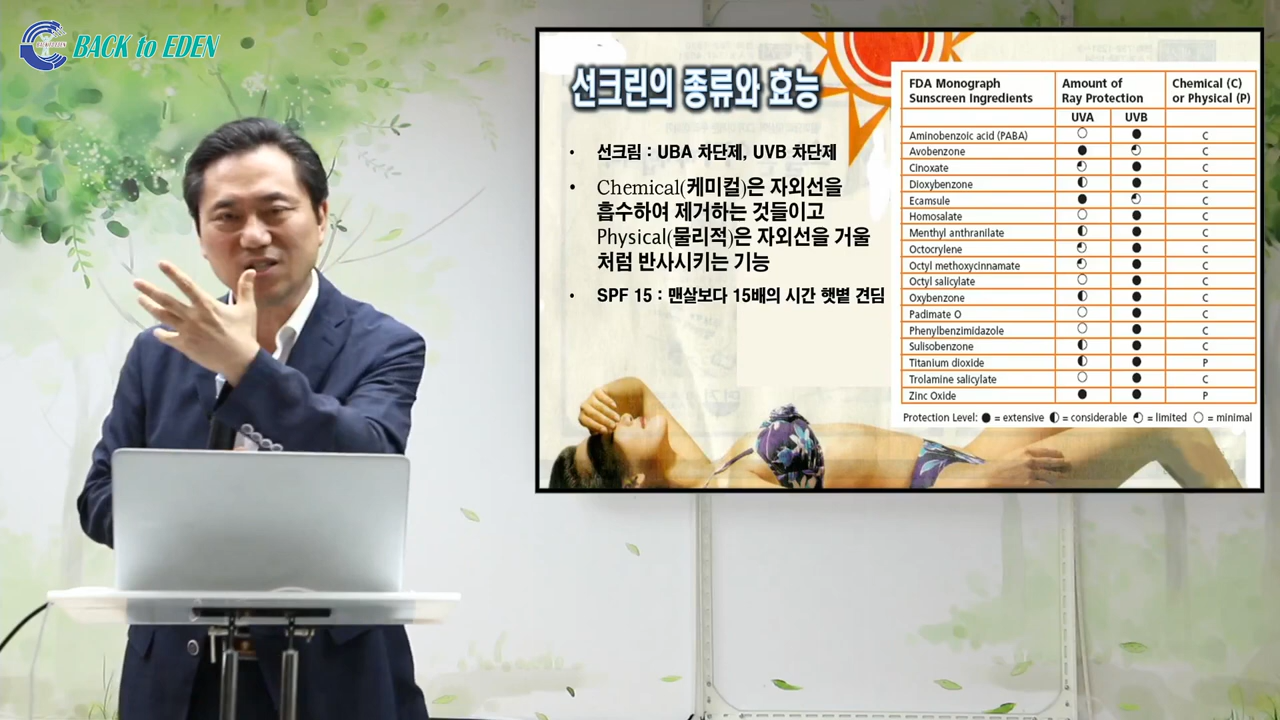 BACK to EDEN
선크린의 종류와 효능
• 선크림 : UBA 차단제, UVB 차단제
• Chemical(케미컬)은 자외선을
흡수하여 제거하는 것들이고
Physical(물리적)은 자외선을 거울
처럼 반사시키는 기능
• SPF 15 : 맨살보다 15배의 시간 햇볕 견딤
FDA Monograph Sunscreen Ingredients Amount of Ray Protection Chemical (C) or Physical (P)
UVA UVB
Aminobenzoic acid (PABA) ○ ● C
Avobenzone ● ◔ C
Cinoxate ◔ ● C
Dioxybenzone ◐ ● C
Ecamsule ● ◔ C
Homosalate ○ ● C
Menthyl anthranilate ◐ ● C
Octocrylene ◔ ● C
Octyl methoxycinnamate ◔ ● C
Octyl salicylate ○ ● C
Oxybenzone ◐ ● C
Padimate O ○ ● C
Phenylbenzimidazole ○ ● C
Sulisobenzone ◐ ● C
Titanium dioxide ◐ ● P
Trolamine salicylate ○ ● C
Zinc Oxide ● ● P
Protection Level: ● = extensive ◐ = considerable ◔ = limited ○ = minimal